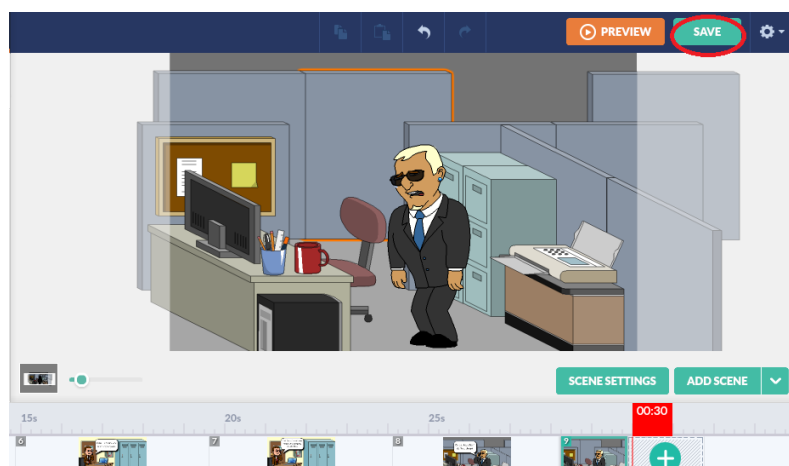 PREVIEW
SAVE
SCENE SETTINGS
ADD SCENE
00:30
15s
20s
25s
6
7
8
9